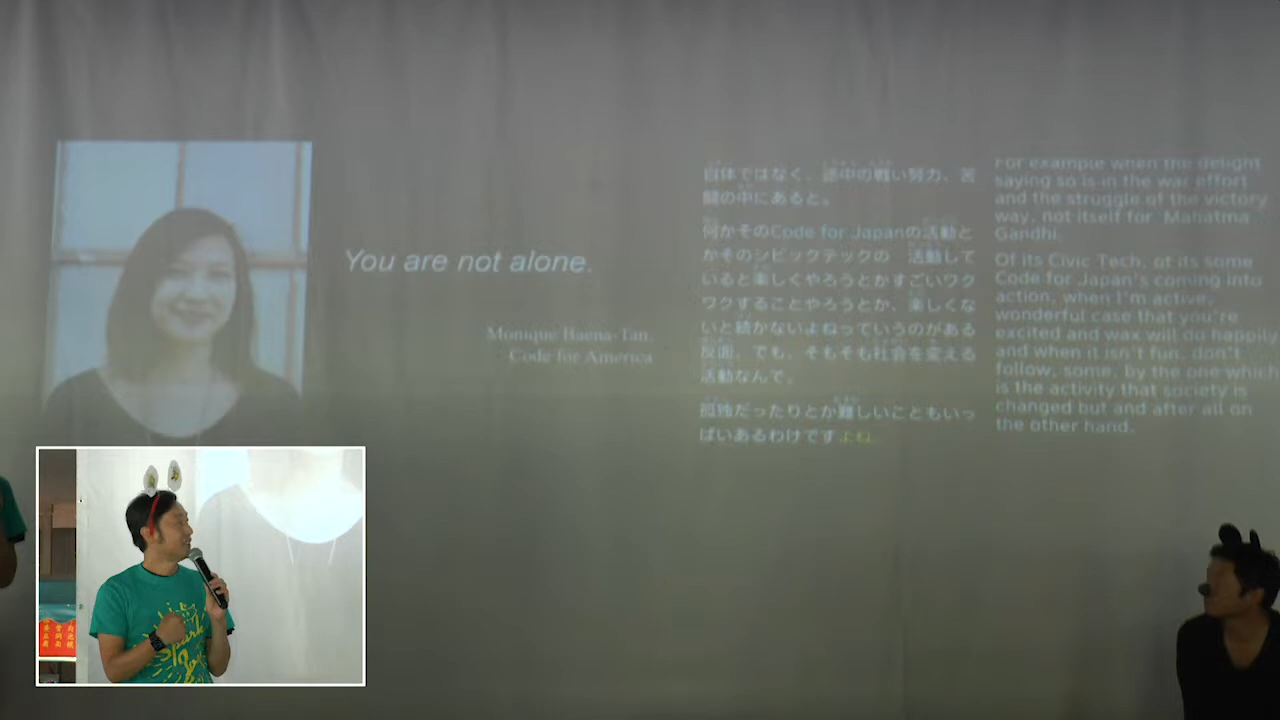 You are not alone.
Monique Baena-Tan,
Code for America
自体ではなく、途中の戦い努力、苦
闘の中にあると。
何かそのCode for Japanの活動と
かそのシビックテックの 活動して
いると楽しくやろうとかすごいワク
ワクすることやろうとか、楽しくな
いと続かないよねっていうのがある
反面、でも、そもそも社会を変える
活動なんて、
孤独だったりとか難しいこともいっ
ぱいあるわけですよね
For example when the delight
saying so is in the war effort
and the struggle of the victory
way, not itself for Mahatma
Gandhi.
Of its Civic Tech, of its some
Code for Japan's coming into
action, when I'm active,
wonderful case that you're
excited and wax will do happily
and when it isn't fun, don't
follow, some, by the one which
is the activity that society is
changed but and after all on
the other hand.
Spark